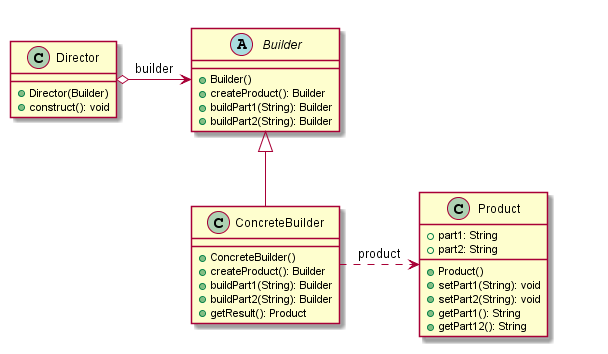 C Director
Director(Builder)
construct(): void
builder
A Builder
Builder()
createProduct(): Builder
buildPart1(String): Builder
buildPart2(String): Builder
C ConcreteBuilder
ConcreteBuilder()
createProduct(): Builder
buildPart1(String): Builder
buildPart2(String): Builder
getResult(): Product
product
C Product
part1: String
part2: String
Product()
setPart1(String): void
setPart2(String): void
getPart1(): String
getPart12(): String